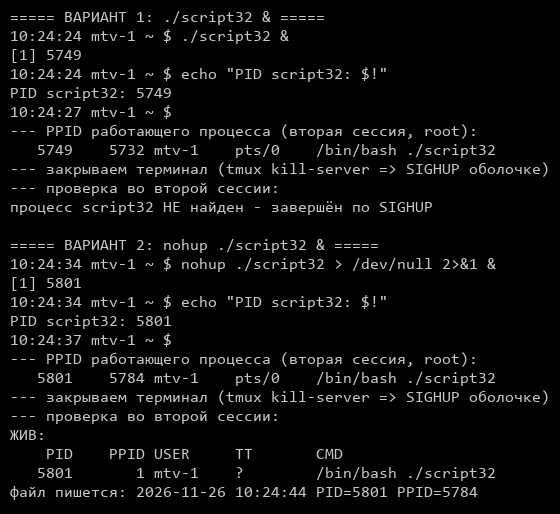 ===== ВАРИАНТ 1: ./script32 & =====
10:24:24 mtv-1 ~ $ ./script32 &
[1] 5749
10:24:24 mtv-1 ~ $ echo "PID script32: $!"
PID script32: 5749
10:24:27 mtv-1 ~ $
--- PPID работающего процесса (вторая сессия, root):
   5749    5732 mtv-1    pts/0    /bin/bash ./script32
--- закрываем терминал (tmux kill-server => SIGHUP оболочке)
--- проверка во второй сессии:
процесс script32 НЕ найден - завершён по SIGHUP

===== ВАРИАНТ 2: nohup ./script32 & =====
10:24:34 mtv-1 ~ $ nohup ./script32 > /dev/null 2>&1 &
[1] 5801
10:24:34 mtv-1 ~ $ echo "PID script32: $!"
PID script32: 5801
10:24:37 mtv-1 ~ $
--- PPID работающего процесса (вторая сессия, root):
   5801    5784 mtv-1    pts/0    /bin/bash ./script32
--- закрываем терминал (tmux kill-server => SIGHUP оболочке)
--- проверка во второй сессии:
ЖИВ:
    PID    PPID USER     TT       CMD
   5801       1 mtv-1    ?        /bin/bash ./script32
файл пишется: 2026-11-26 10:24:44 PID=5801 PPID=5784